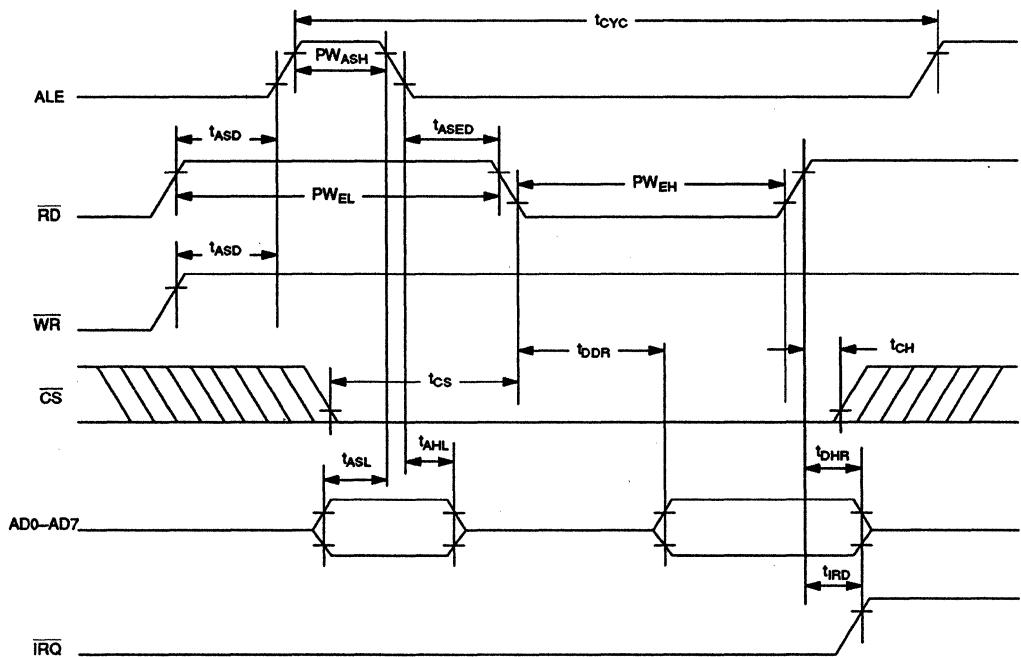 tCYC
PWASH
ALE
tASD
tASED
PWEL
PWEH
RD
tASD
WR
tDDR
tCH
tCS
CS
tASL
tAHL
tDHR
AD0–AD7
tIRD
IRQ